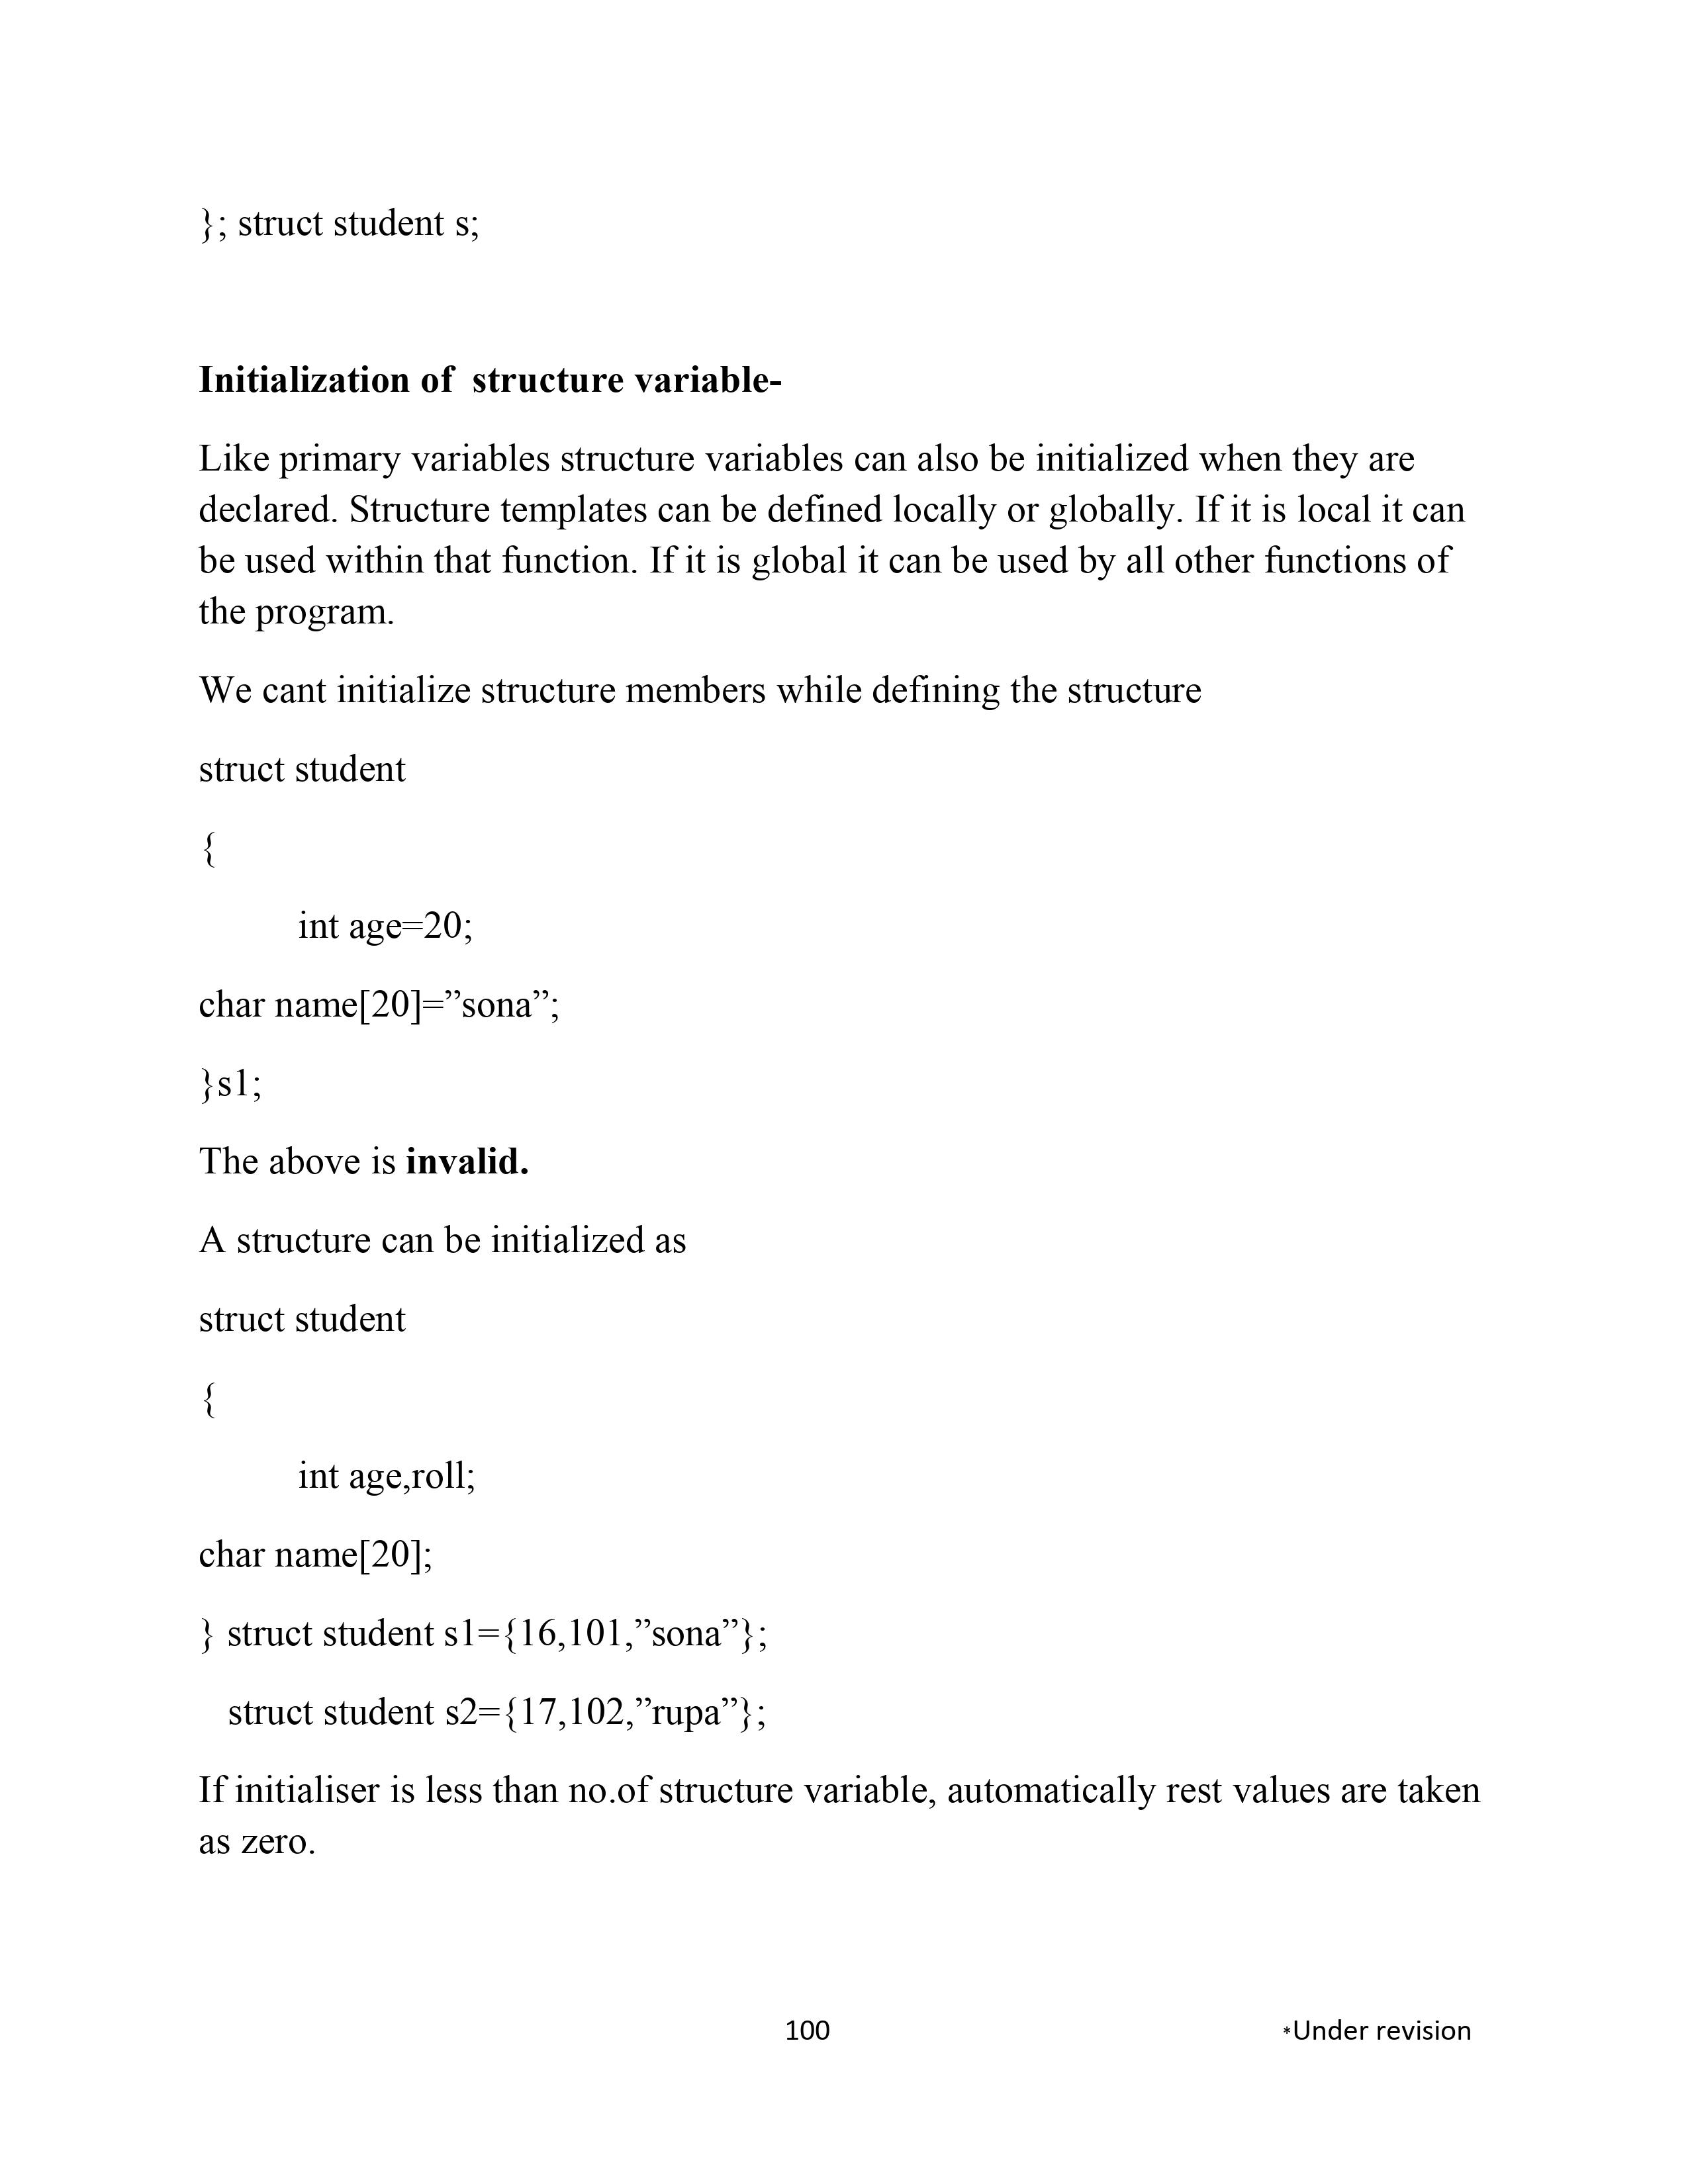 }; struct student s;
Initialization of  structure variable-
Like primary variables structure variables can also be initialized when they are
declared. Structure templates can be defined locally or globally. If it is local it can
be used within that function. If it is global it can be used by all other functions of
the program.
We cant initialize structure members while defining the structure
struct student
{
int age=20;
char name[20]=”sona”;
}s1;
The above is invalid.
A structure can be initialized as
struct student
{
int age,roll;
char name[20];
} struct student s1={16,101,”sona”};
struct student s2={17,102,”rupa”};
If initialiser is less than no.of structure variable, automatically rest values are taken
as zero.
100 *Under revision